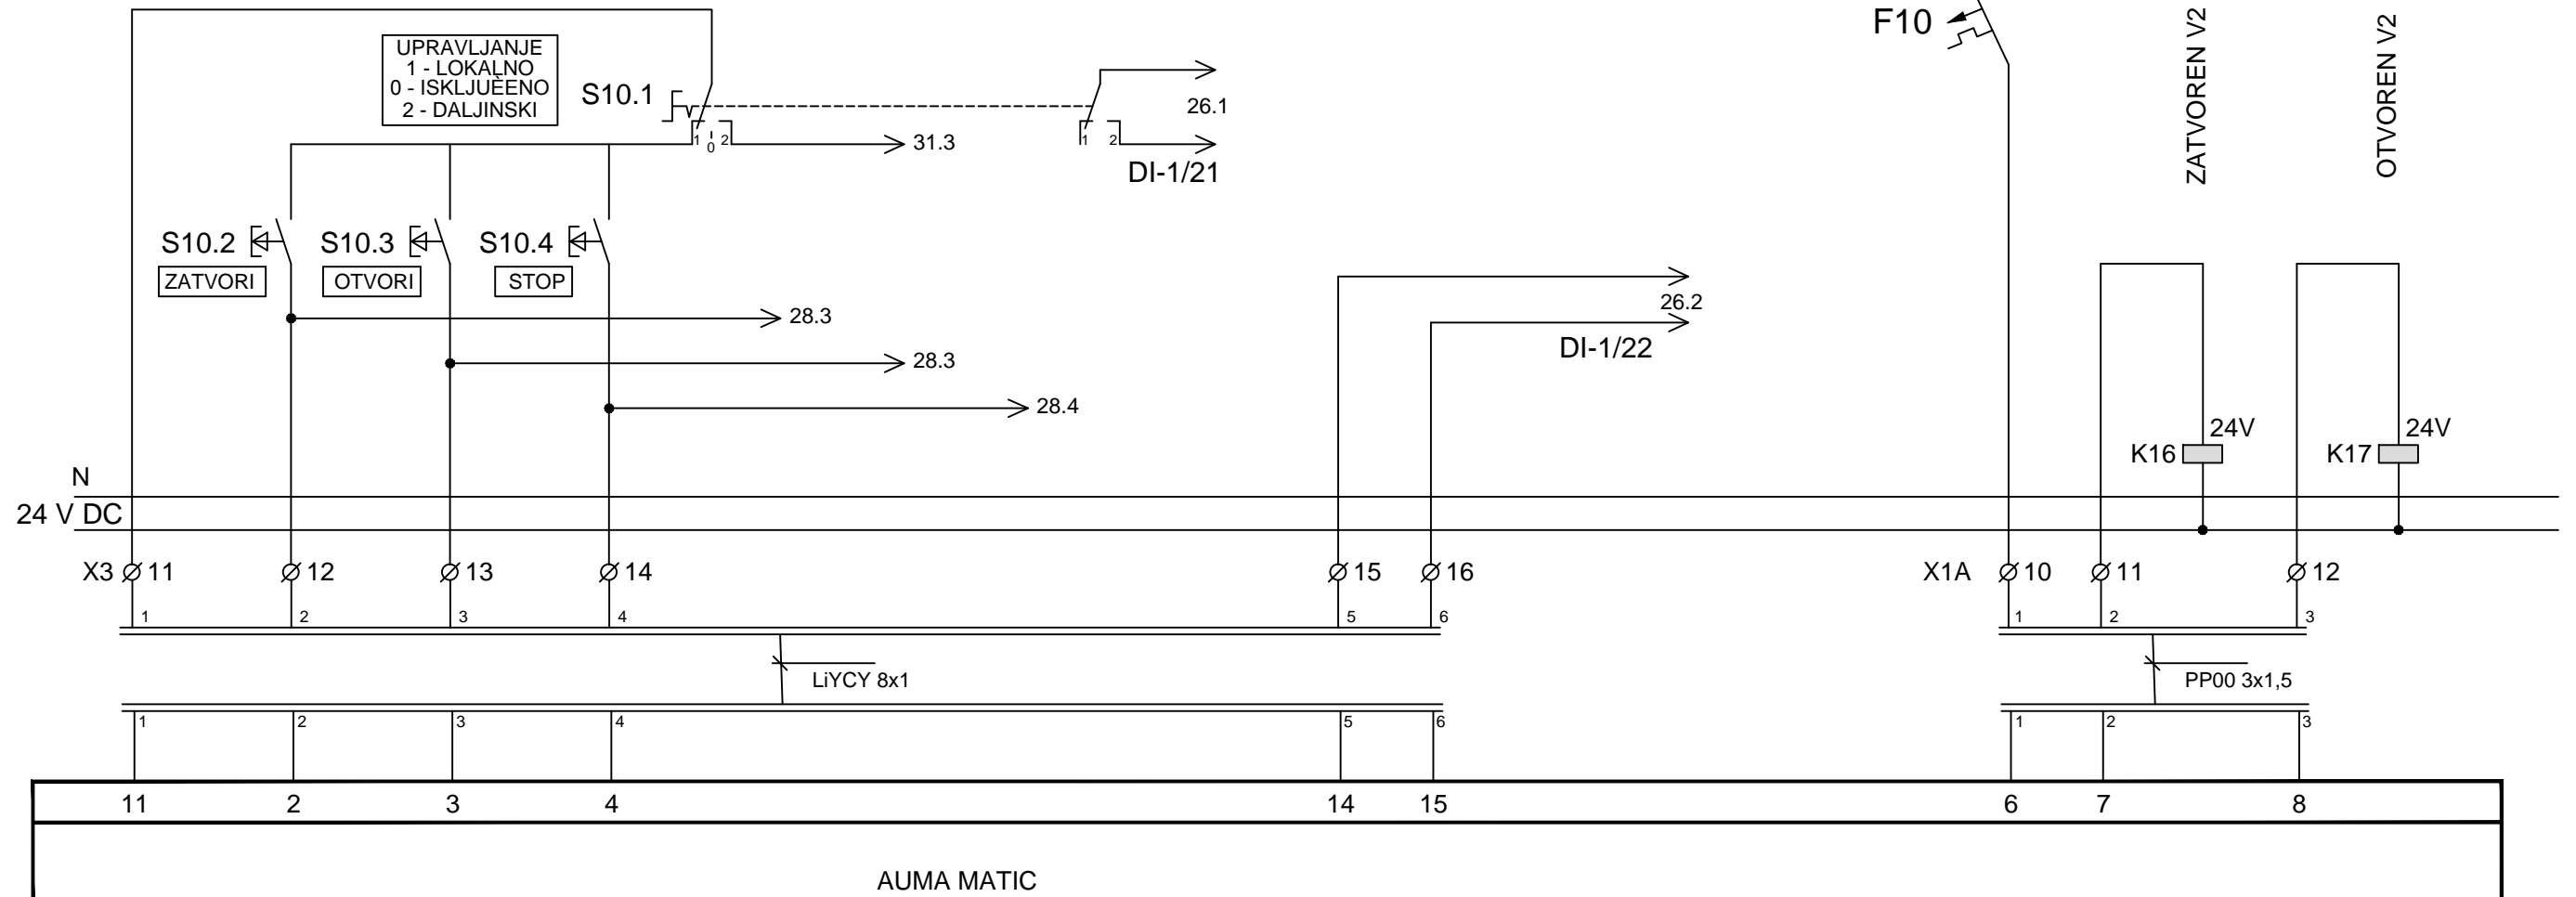 F10
ZATVOREN V2
OTVOREN V2
UPRAVLJANJE
1 - LOKALNO
0 - ISKLJUÈENO
2 - DALJINSKI
S10.1
1 0 2
31.3
1 2
26.1
DI-1/21
S10.2
ZATVORI
S10.3
OTVORI
S10.4
STOP
28.3
28.3
28.4
26.2
DI-1/22
24V
K16
24V
K17
N
24 V DC
X3 11 12 13 14 15 16 X1A 10 11 12
1 2 3 4 5 6 1 2 3
LiYCY 8x1
PP00 3x1,5
1 2 3 4 5 6 1 2 3
11 2 3 4 14 15 6 7 8
AUMA MATIC